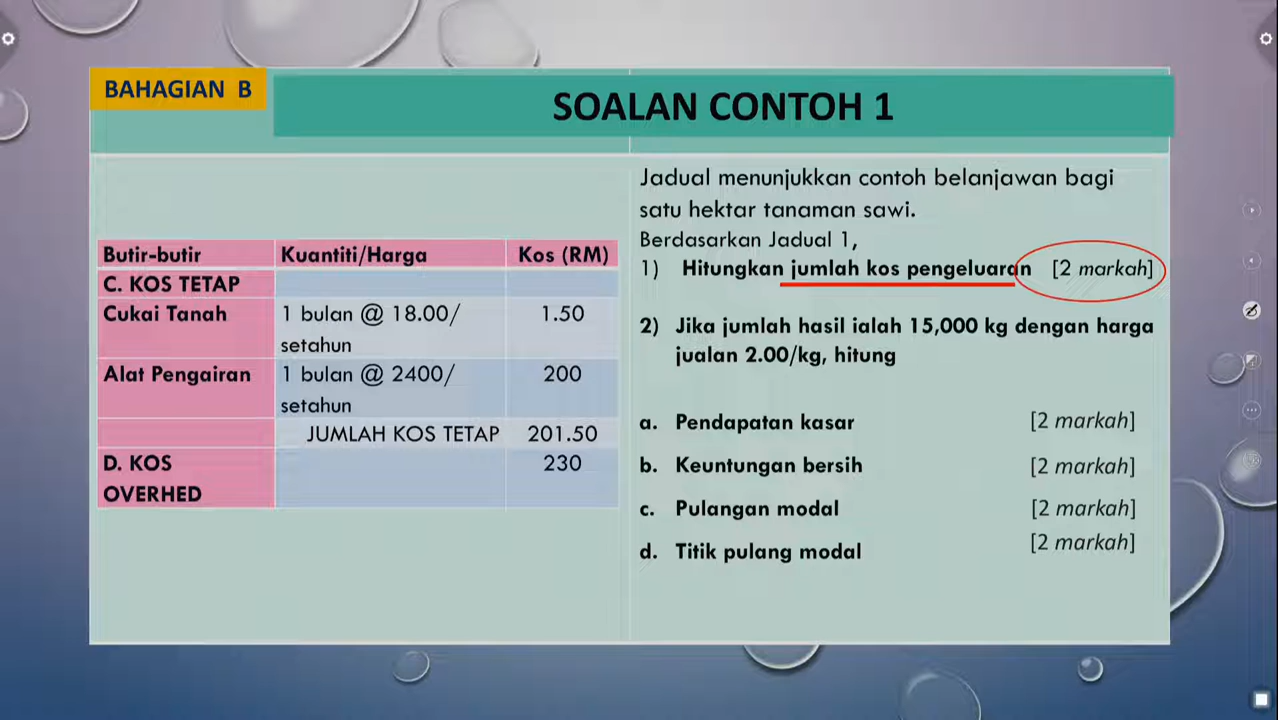 BAHAGIAN B
SOALAN CONTOH 1
Butir-butir Kuantiti/Harga Kos (RM)
C. KOS TETAP
Cukai Tanah 1 bulan @ 18.00/ 1.50
setahun
Alat Pengairan 1 bulan @ 2400/ 200
setahun
JUMLAH KOS TETAP 201.50
D. KOS 230
OVERHED
Jadual menunjukkan contoh belanjawan bagi
satu hektar tanaman sawi.
Berdasarkan Jadual 1,
1) Hitungkan jumlah kos pengeluaran [2 markah]
2) Jika jumlah hasil ialah 15,000 kg dengan harga
jualan 2.00/kg, hitung
a. Pendapatan kasar [2 markah]
b. Keuntungan bersih [2 markah]
c. Pulangan modal [2 markah]
d. Titik pulang modal [2 markah]